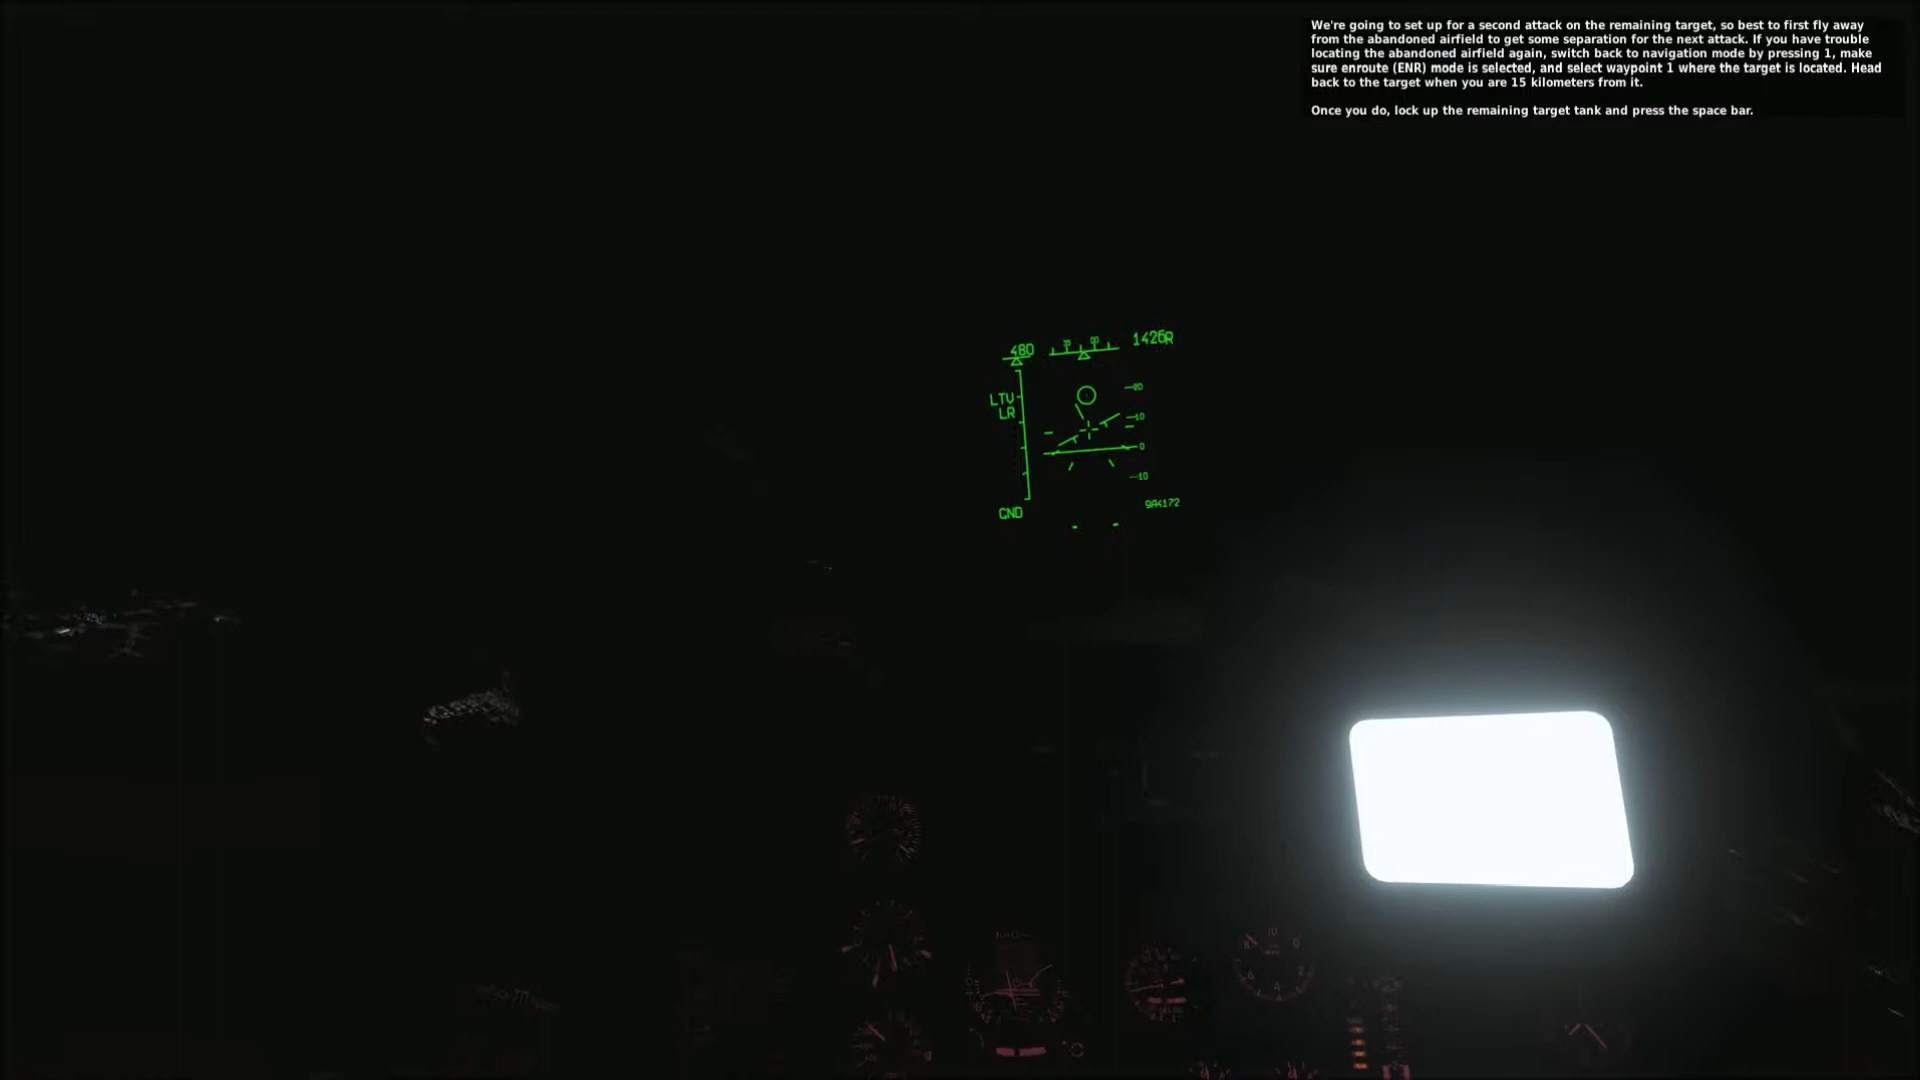 We're going to set up for a second attack on the remaining target, so best to first fly away
from the abandoned airfield to get some separation for the next attack. If you have trouble
locating the abandoned airfield again, switch back to navigation mode by pressing 1, make
sure enroute (ENR) mode is selected, and select waypoint 1 where the target is located. Head
back to the target when you are 15 kilometers from it.
Once you do, lock up the remaining target tank and press the space bar.
480
1426R
20
LTV
LR
10
0
10
9A4172
GND